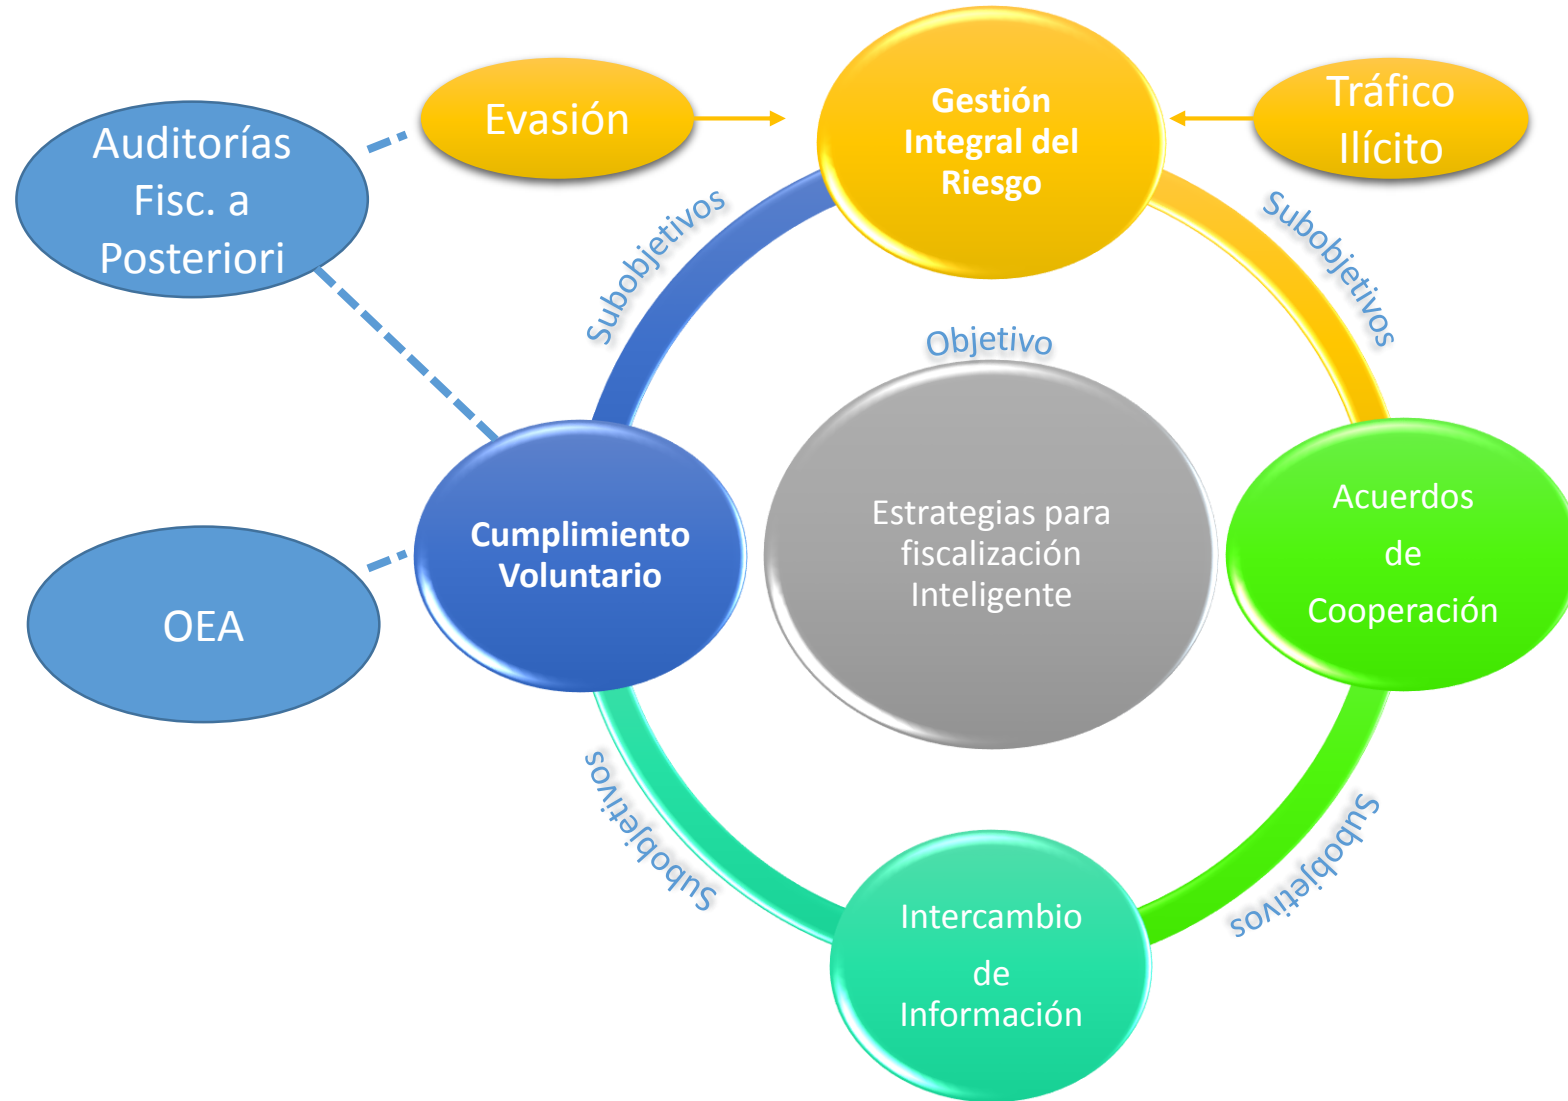 Evasión
Gestión
Integral del
Riesgo
Tráfico
Ilícito
Auditorías
Fisc. a
Posteriori
Subobjetivos
Subobjetivos
Objetivo
Estrategias para
fiscalización
Inteligente
Cumplimiento
Voluntario
Acuerdos
de
Cooperación
OEA
Subobjetivos
Subobjetivos
Intercambio
de
Información